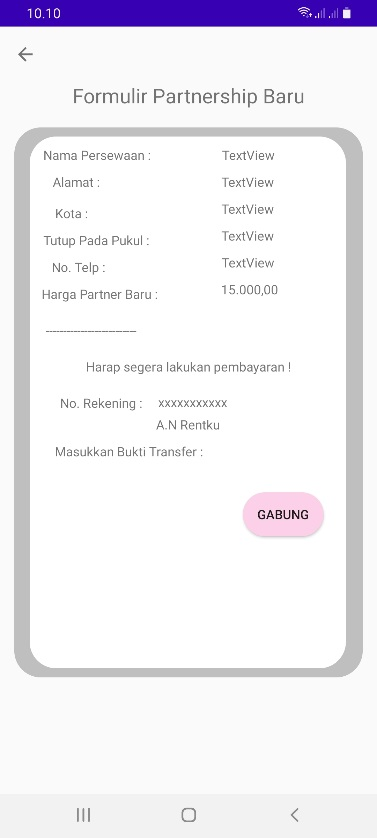 10.10
Formulir Partnership Baru
Nama Persewaan : TextView
Alamat : TextView
Kota : TextView
Tutup Pada Pukul : TextView
No. Telp : TextView
Harga Partner Baru : 15.000,00
--------------------------
Harap segera lakukan pembayaran !
No. Rekening : xxxxxxxxxxx
A.N Rentku
Masukkan Bukti Transfer :
GABUNG